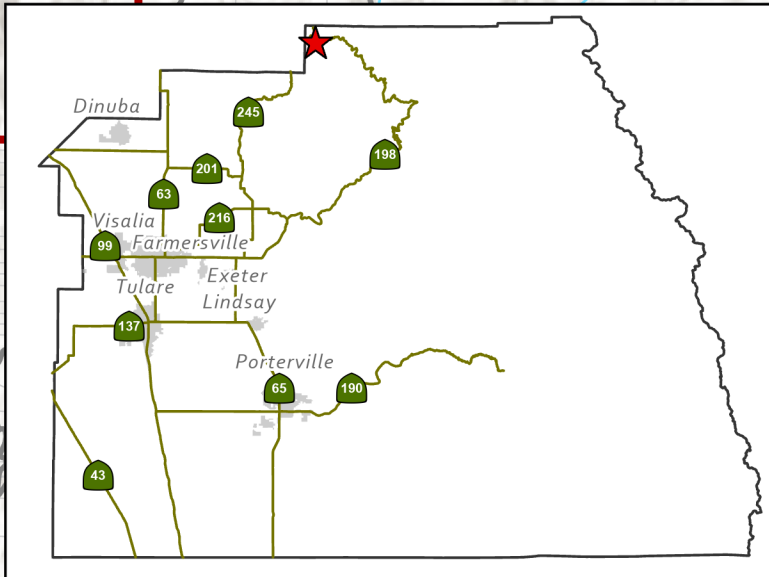 Dinuba
245
198
201
63
216
Visalia
99
Farmersville
Exeter
Tulare
Lindsay
137
Porterville
65
190
43